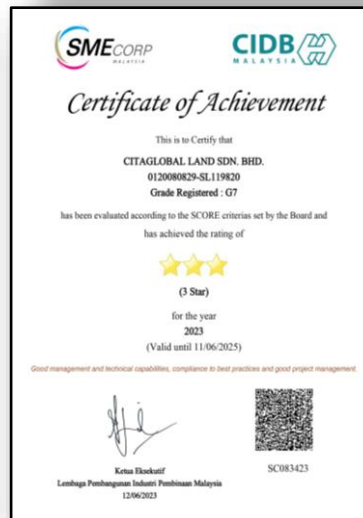 SMECORP
MALAYSIA
CIDB
MALAYSIA
Certificate of Achievement
This is to Certify that
CITAGLOBAL LAND SDN. BHD.
0120080829-SL119820
Grade Registered : G7
has been evaluated according to the SCORE criterias set by the Board and
has achieved the rating of
(3 Star)
for the year
2023
(Valid until 11/06/2025)
Good management and technical capabilities, compliance to best practices and good project management.
Ketua Eksekutif
Lembaga Pembangunan Industri Pembinaan Malaysia
12/06/2023
SC083423